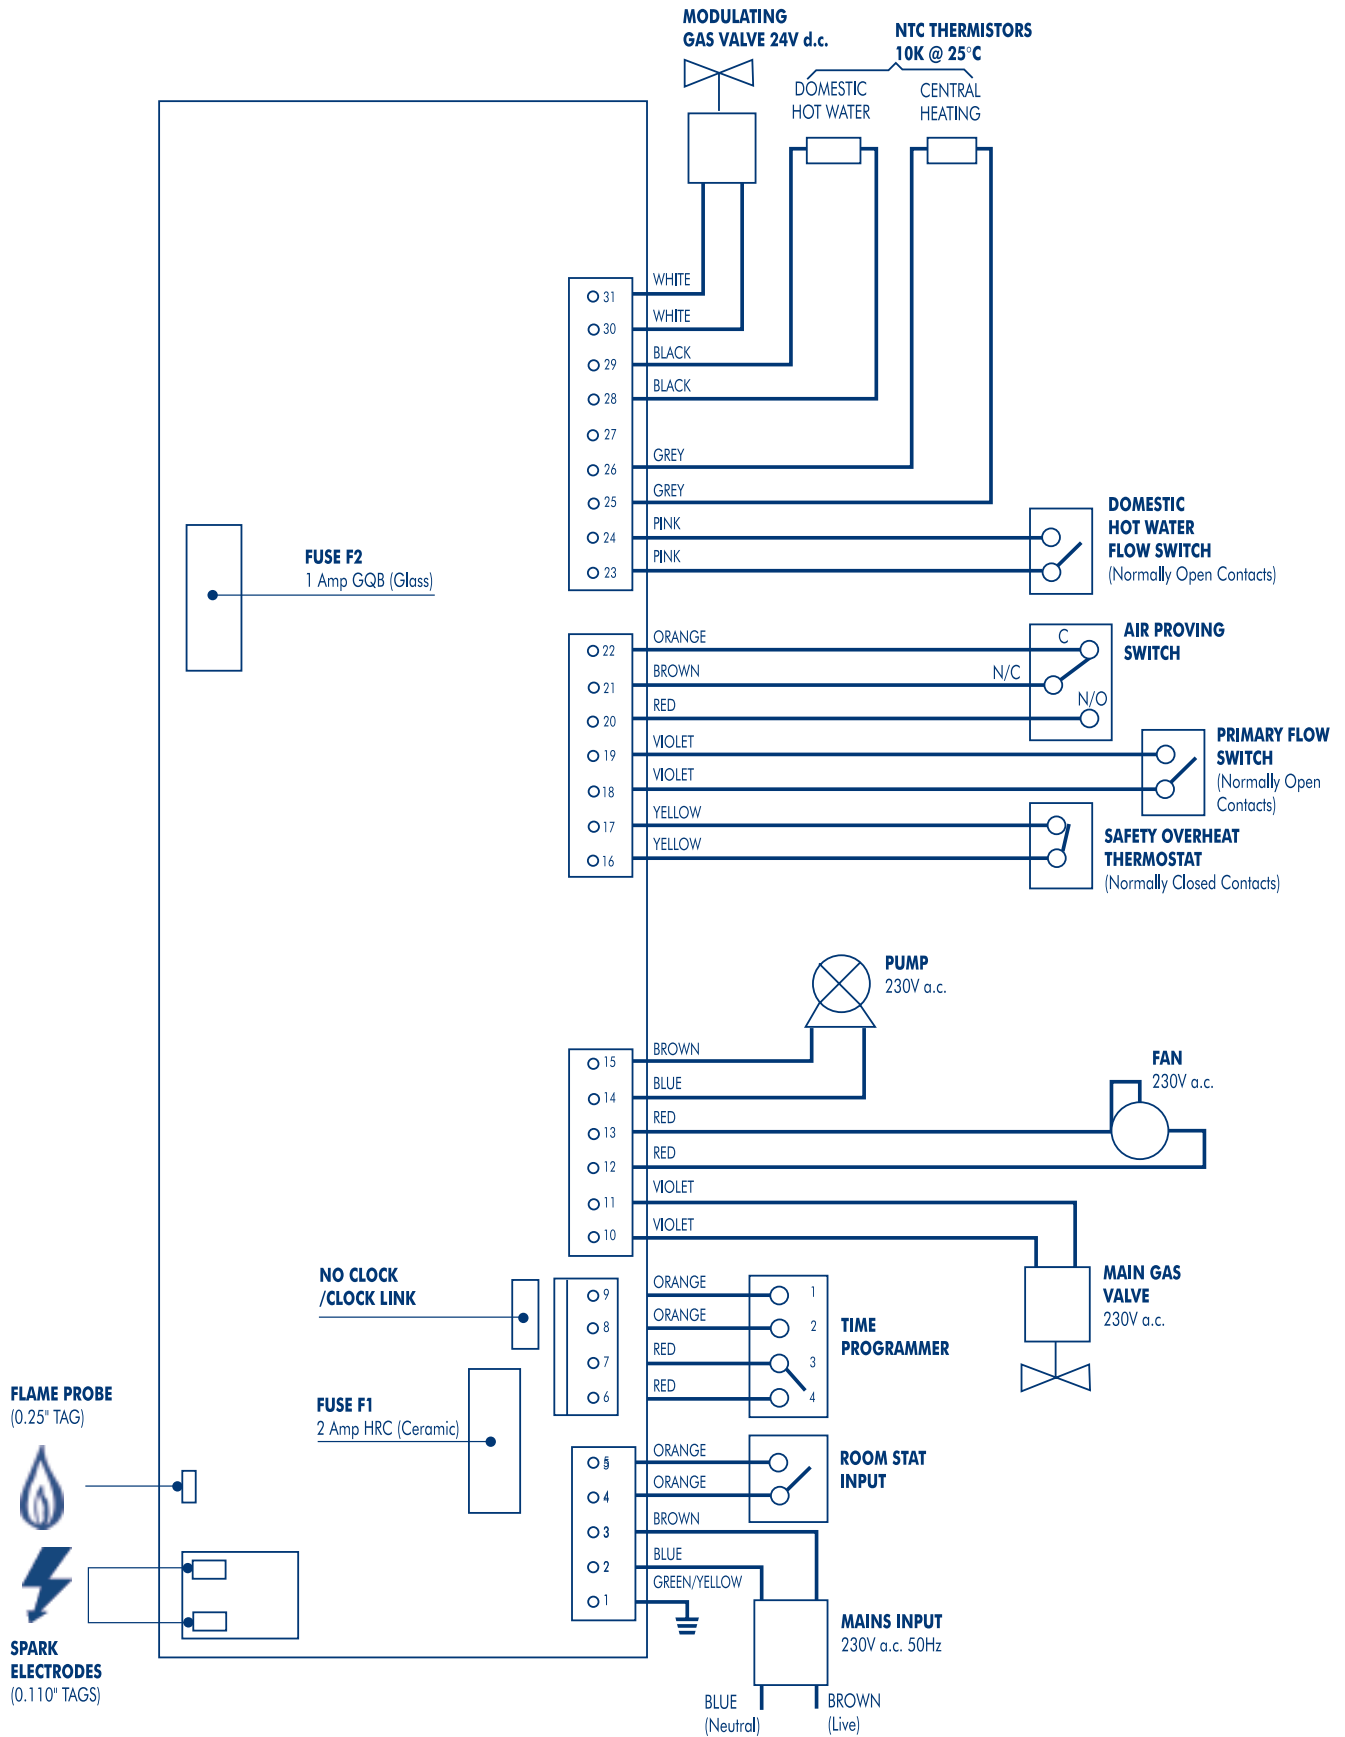 MODULATING
GAS VALVE 24V d.c.
NTC THERMISTORS
10K @ 25°C
DOMESTIC
HOT WATER
CENTRAL
HEATING
31 WHITE
30 WHITE
29 BLACK
28 BLACK
27
26 GREY
25 GREY
24 PINK
23 PINK
DOMESTIC
HOT WATER
FLOW SWITCH
(Normally Open Contacts)
FUSE F2
1 Amp GQB (Glass)
22 ORANGE
21 BROWN
20 RED
19 VIOLET
18 VIOLET
17 YELLOW
16 YELLOW
C
N/C
N/O
AIR PROVING
SWITCH
PRIMARY FLOW
SWITCH
(Normally Open
Contacts)
SAFETY OVERHEAT
THERMOSTAT
(Normally Closed Contacts)
PUMP
230V a.c.
15 BROWN
14 BLUE
13 RED
12 RED
11 VIOLET
10 VIOLET
FAN
230V a.c.
MAIN GAS
VALVE
230V a.c.
NO CLOCK
/CLOCK LINK
9 ORANGE 1
8 ORANGE 2
7 RED 3
6 RED 4
TIME
PROGRAMMER
FUSE F1
2 Amp HRC (Ceramic)
FLAME PROBE
(0.25" TAG)
5 ORANGE
4 ORANGE
3 BROWN
2 BLUE
1 GREEN/YELLOW
ROOM STAT
INPUT
MAINS INPUT
230V a.c. 50Hz
SPARK
ELECTRODES
(0.110" TAGS)
BLUE
(Neutral)
BROWN
(Live)